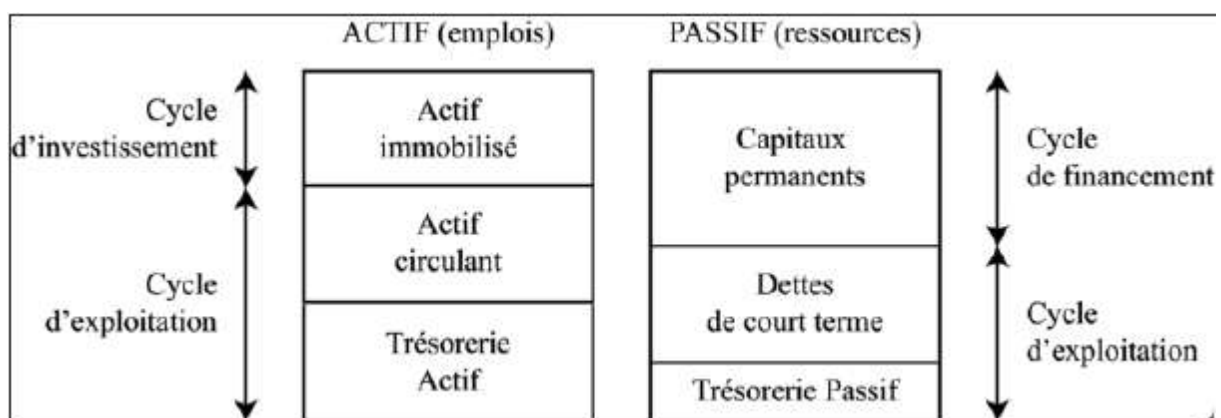 ACTIF (emplois)
PASSIF (ressources)
Cycle
d'investissement
Actif
immobilisé
Capitaux
permanents
Cycle
de financement
Actif
circulant
Cycle
d'exploitation
Dettes
de court terme
Cycle
d'exploitation
Trésorerie
Actif
Trésorerie Passif